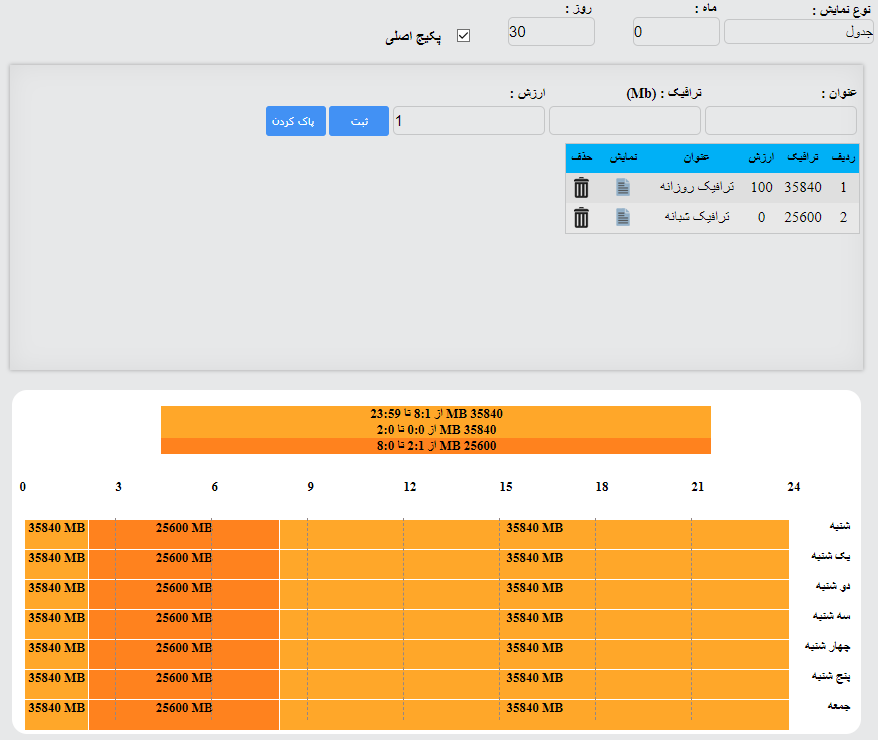 نوع نمایش : ماه : روز :
جدول 0 30 پکیج اصلی
عنوان : ترافیک : (Mb) ارزش :
1 ثبت پاک کردن
ردیف ترافیک ارزش عنوان نمایش حذف
1 35840 100 ترافیک روزانه
2 25600 0 ترافیک شبانه
35840 MB از 8:1 تا 23:59
35840 MB از 0:0 تا 2:0
25600 MB از 2:1 تا 8:0
0 3 6 9 12 15 18 21 24
35840 MB 25600 MB 35840 MB شنبه
35840 MB 25600 MB 35840 MB یک شنبه
35840 MB 25600 MB 35840 MB دو شنبه
35840 MB 25600 MB 35840 MB سه شنبه
35840 MB 25600 MB 35840 MB چهار شنبه
35840 MB 25600 MB 35840 MB پنج شنبه
35840 MB 25600 MB 35840 MB جمعه